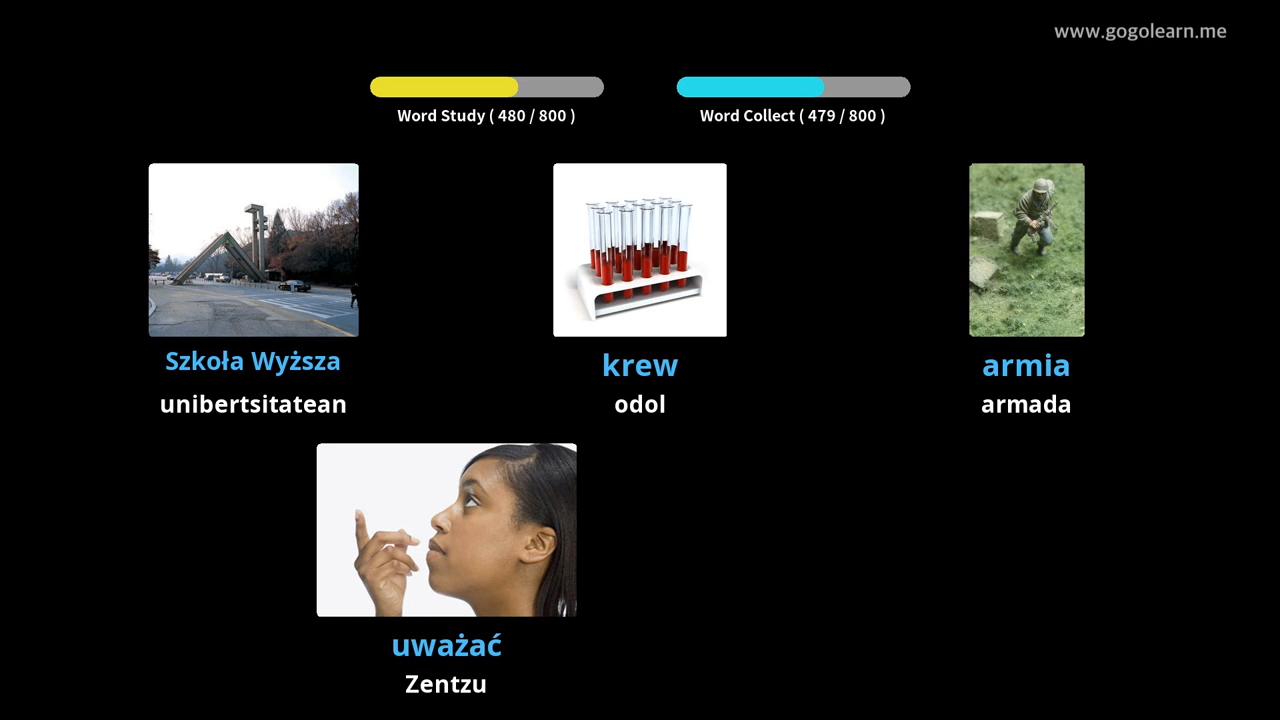 www.gogolearn.me
Word Study ( 480 / 800 )
Word Collect ( 479 / 800 )
Szkoła Wyższa
unibertsitatean
krew
odol
armia
armada
uważać
Zentzu